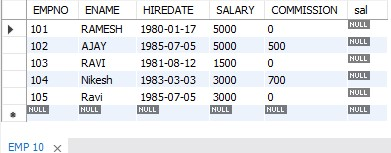 EMPNO ENAME HIREDATE SALARY COMMISSION sal
101 RAMESH 1980-01-17 5000 0 NULL
102 AJAY 1985-07-05 5000 500 NULL
103 RAVI 1981-08-12 1500 0 NULL
104 Nikesh 1983-03-03 3000 700 NULL
105 Ravi 1985-07-05 3000 0 NULL
NULL NULL NULL NULL NULL NULL
EMP 10 ×